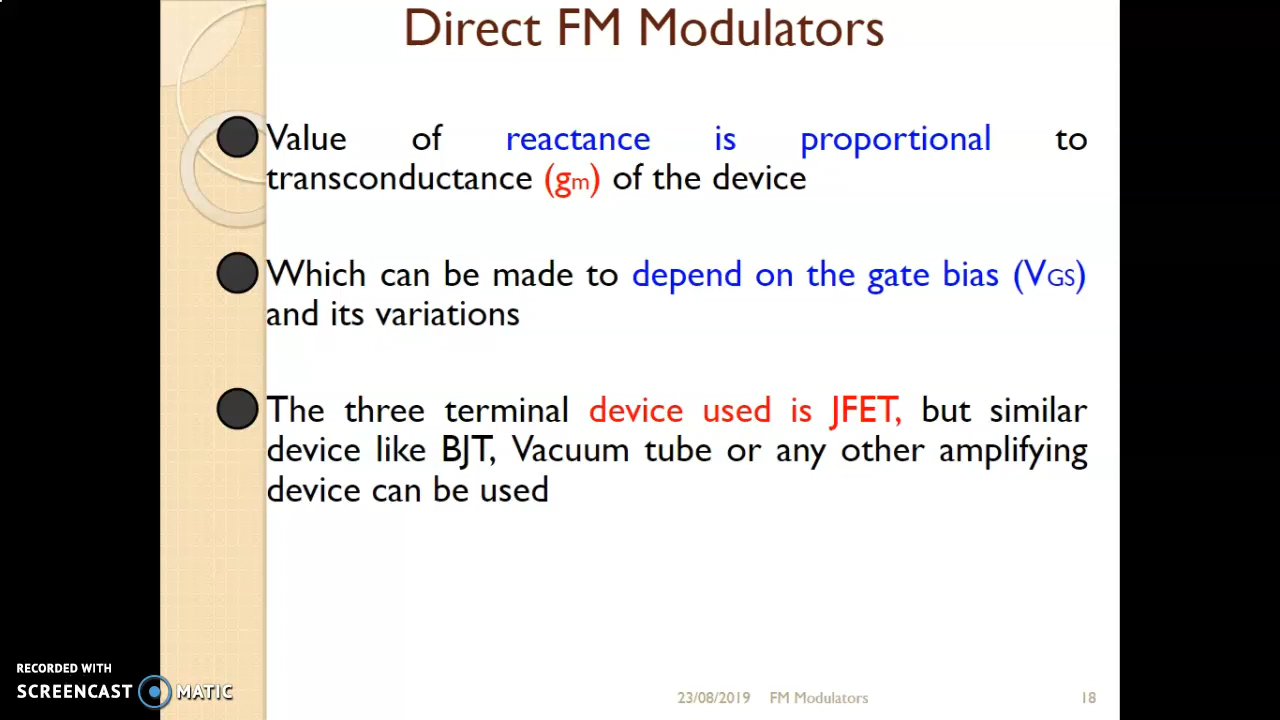 Direct FM Modulators
Value of reactance is proportional to
transconductance (gm) of the device
Which can be made to depend on the gate bias (VGS)
and its variations
The three terminal device used is JFET, but similar
device like BJT, Vacuum tube or any other amplifying
device can be used
RECORDED WITH
SCREENCAST MATIC
23/08/2019 FM Modulators 18